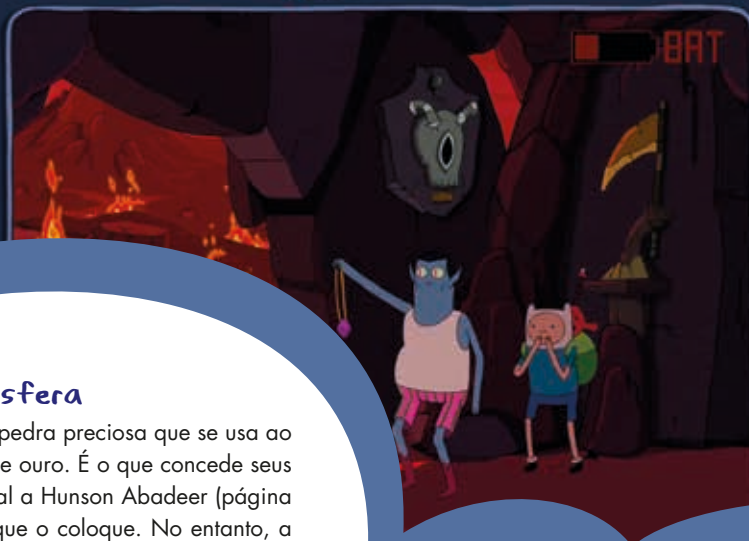 BAT
sfera
pedra preciosa que se usa ao
e ouro. É o que concede seus
al a Hunson Abadeer (página
que o coloque. No entanto, a